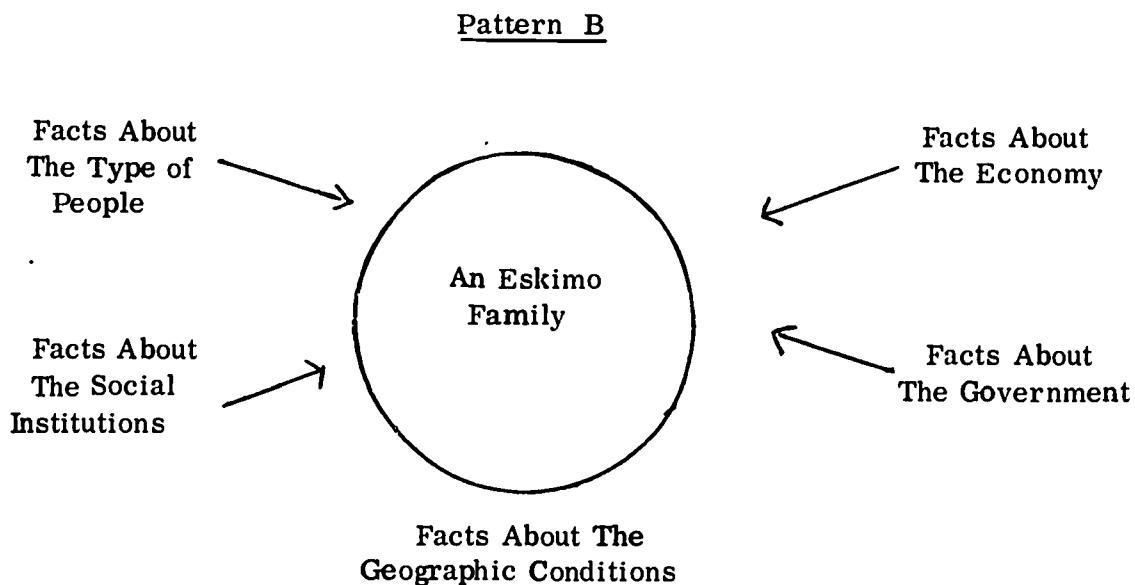 Pattern B
Facts About
The Type of
People
Facts About
The Economy
An Eskimo
Family
Facts About
The Social
Institutions
Facts About
The Government
Facts About The
Geographic Conditions